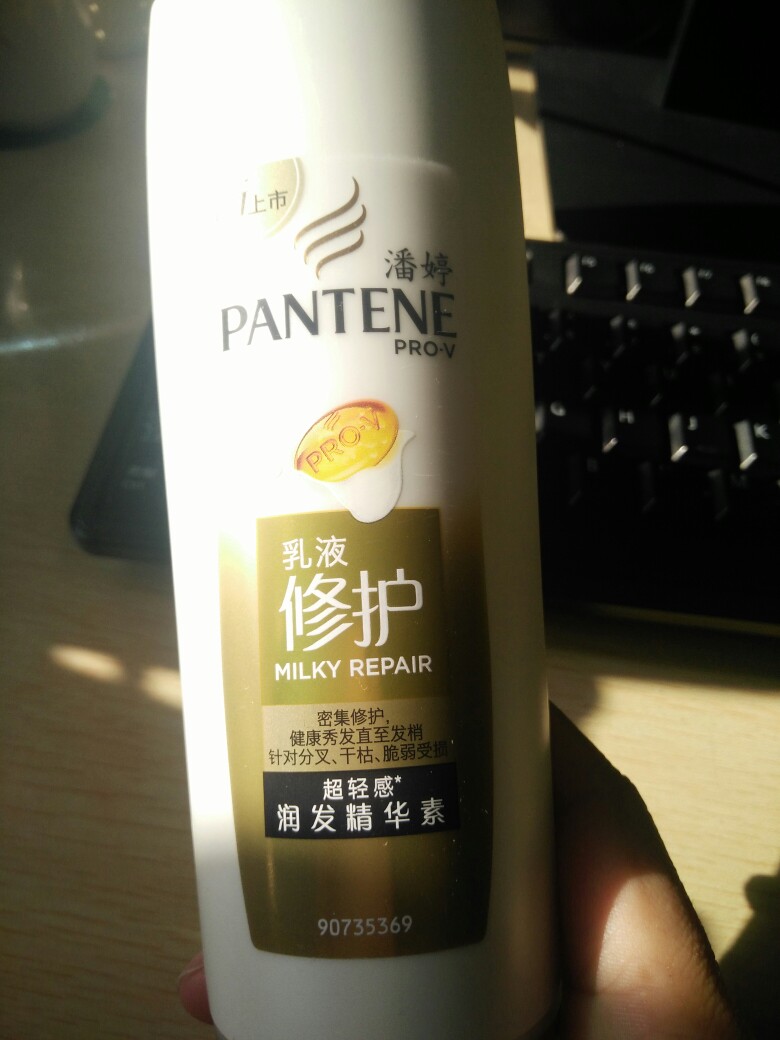 上市
潘婷
PANTENE
PRO-V
PRO-V
乳液
修护
MILKY REPAIR
密集修护,
健康秀发直至发梢
针对分叉、干枯、脆弱受损
超轻感*
润发精华素
90735369
G
H
J
K